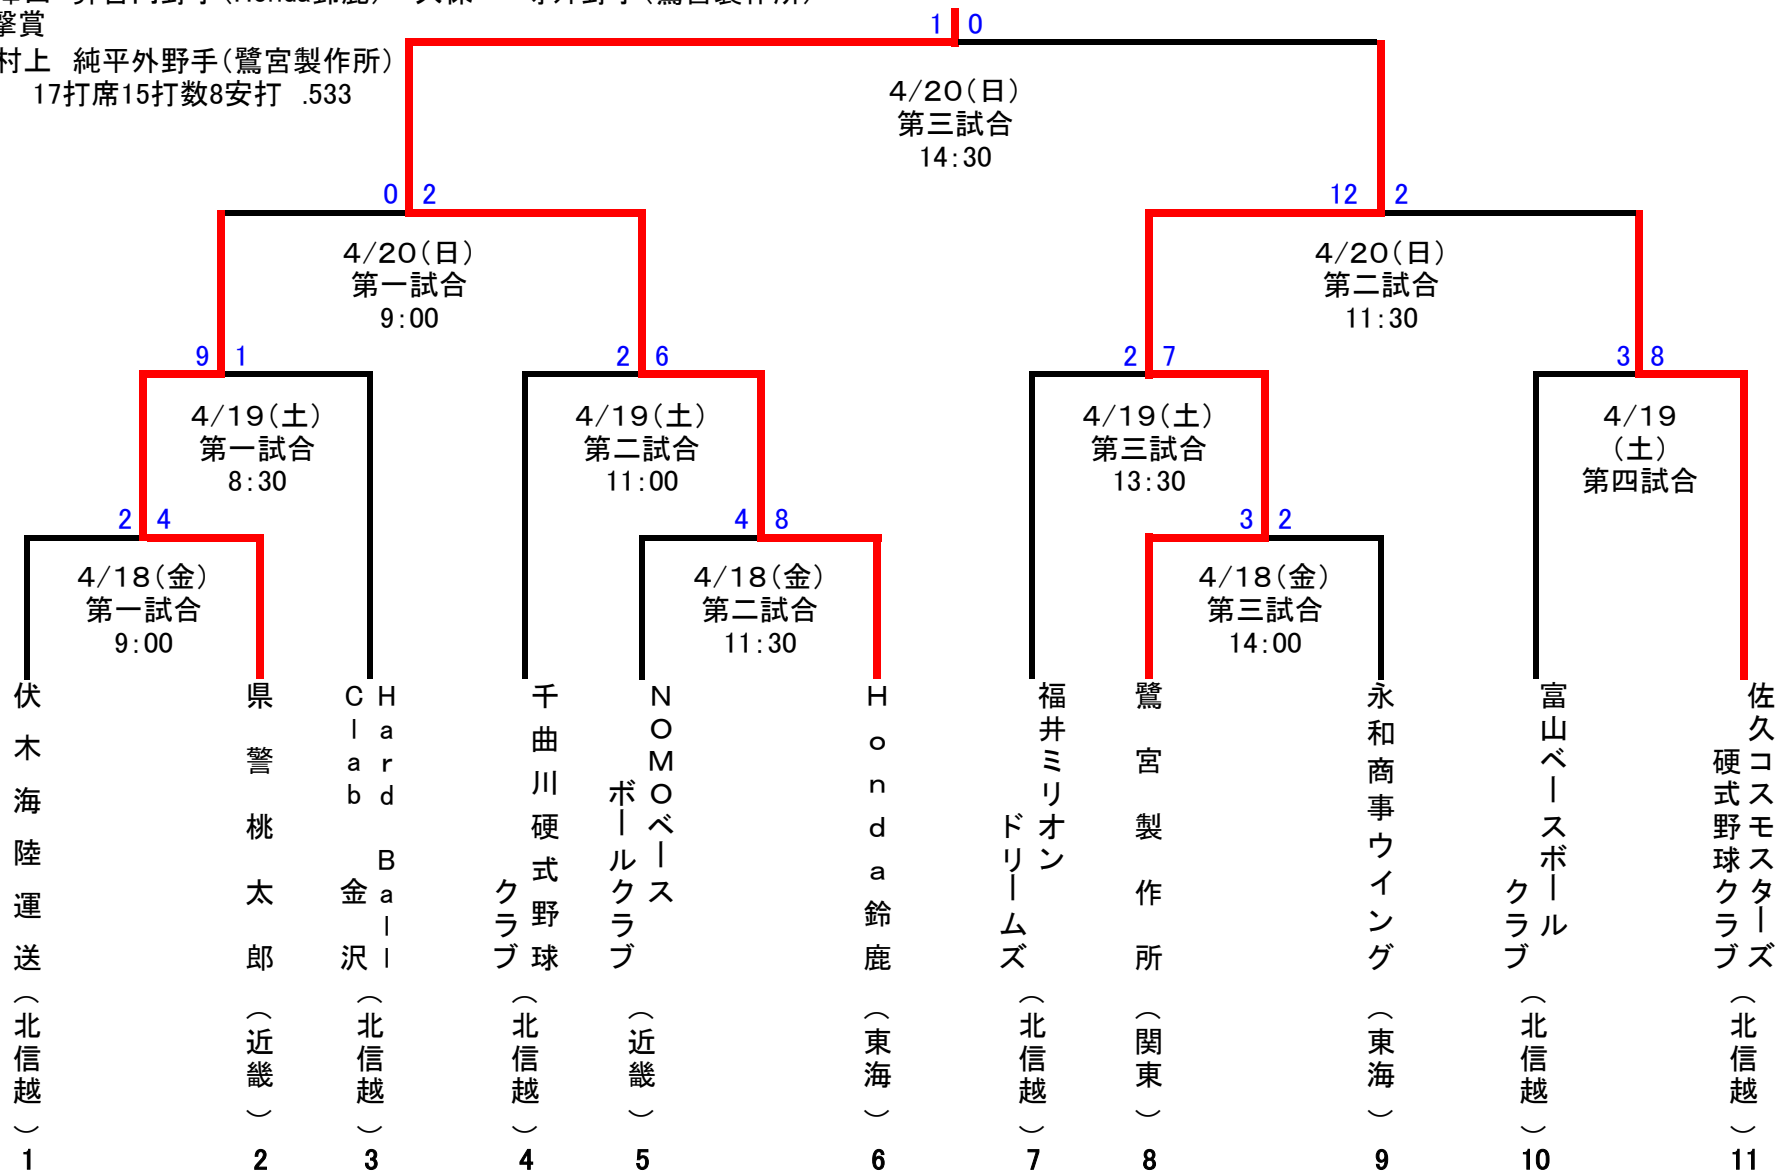 撃賞
村上 純平外野手(鷺宮製作所)
17打席15打数8安打 .533
1 0
4/20(日)
第三試合
14:30
0 2
12 2
4/20(日)
第一試合
9:00
4/20(日)
第二試合
11:30
9 1
2 6
2 7
3 8
4/19(土)
第一試合
8:30
4/19(土)
第二試合
11:00
4/19(土)
第三試合
13:30
4/19
(土)
第四試合
2 4
4 8
3 2
4/18(金)
第一試合
9:00
4/18(金)
第二試合
11:30
4/18(金)
第三試合
14:00
伏木海陸運送(北信越)
1
県警桃太郎(近畿)
2
Hard Ball
Clab 金沢(北信越)
3
千曲川硬式野球
クラブ(北信越)
4
NOMOベース
ボールクラブ(近畿)
5
Honda鈴鹿(東海)
6
福井ミリオン
ドリームズ(北信越)
7
鷺宮製作所(関東)
8
永和商事ウイング(東海)
9
富山ベースボール
クラブ(北信越)
10
佐久コスモスターズ
硬式野球クラブ(北信越)
11